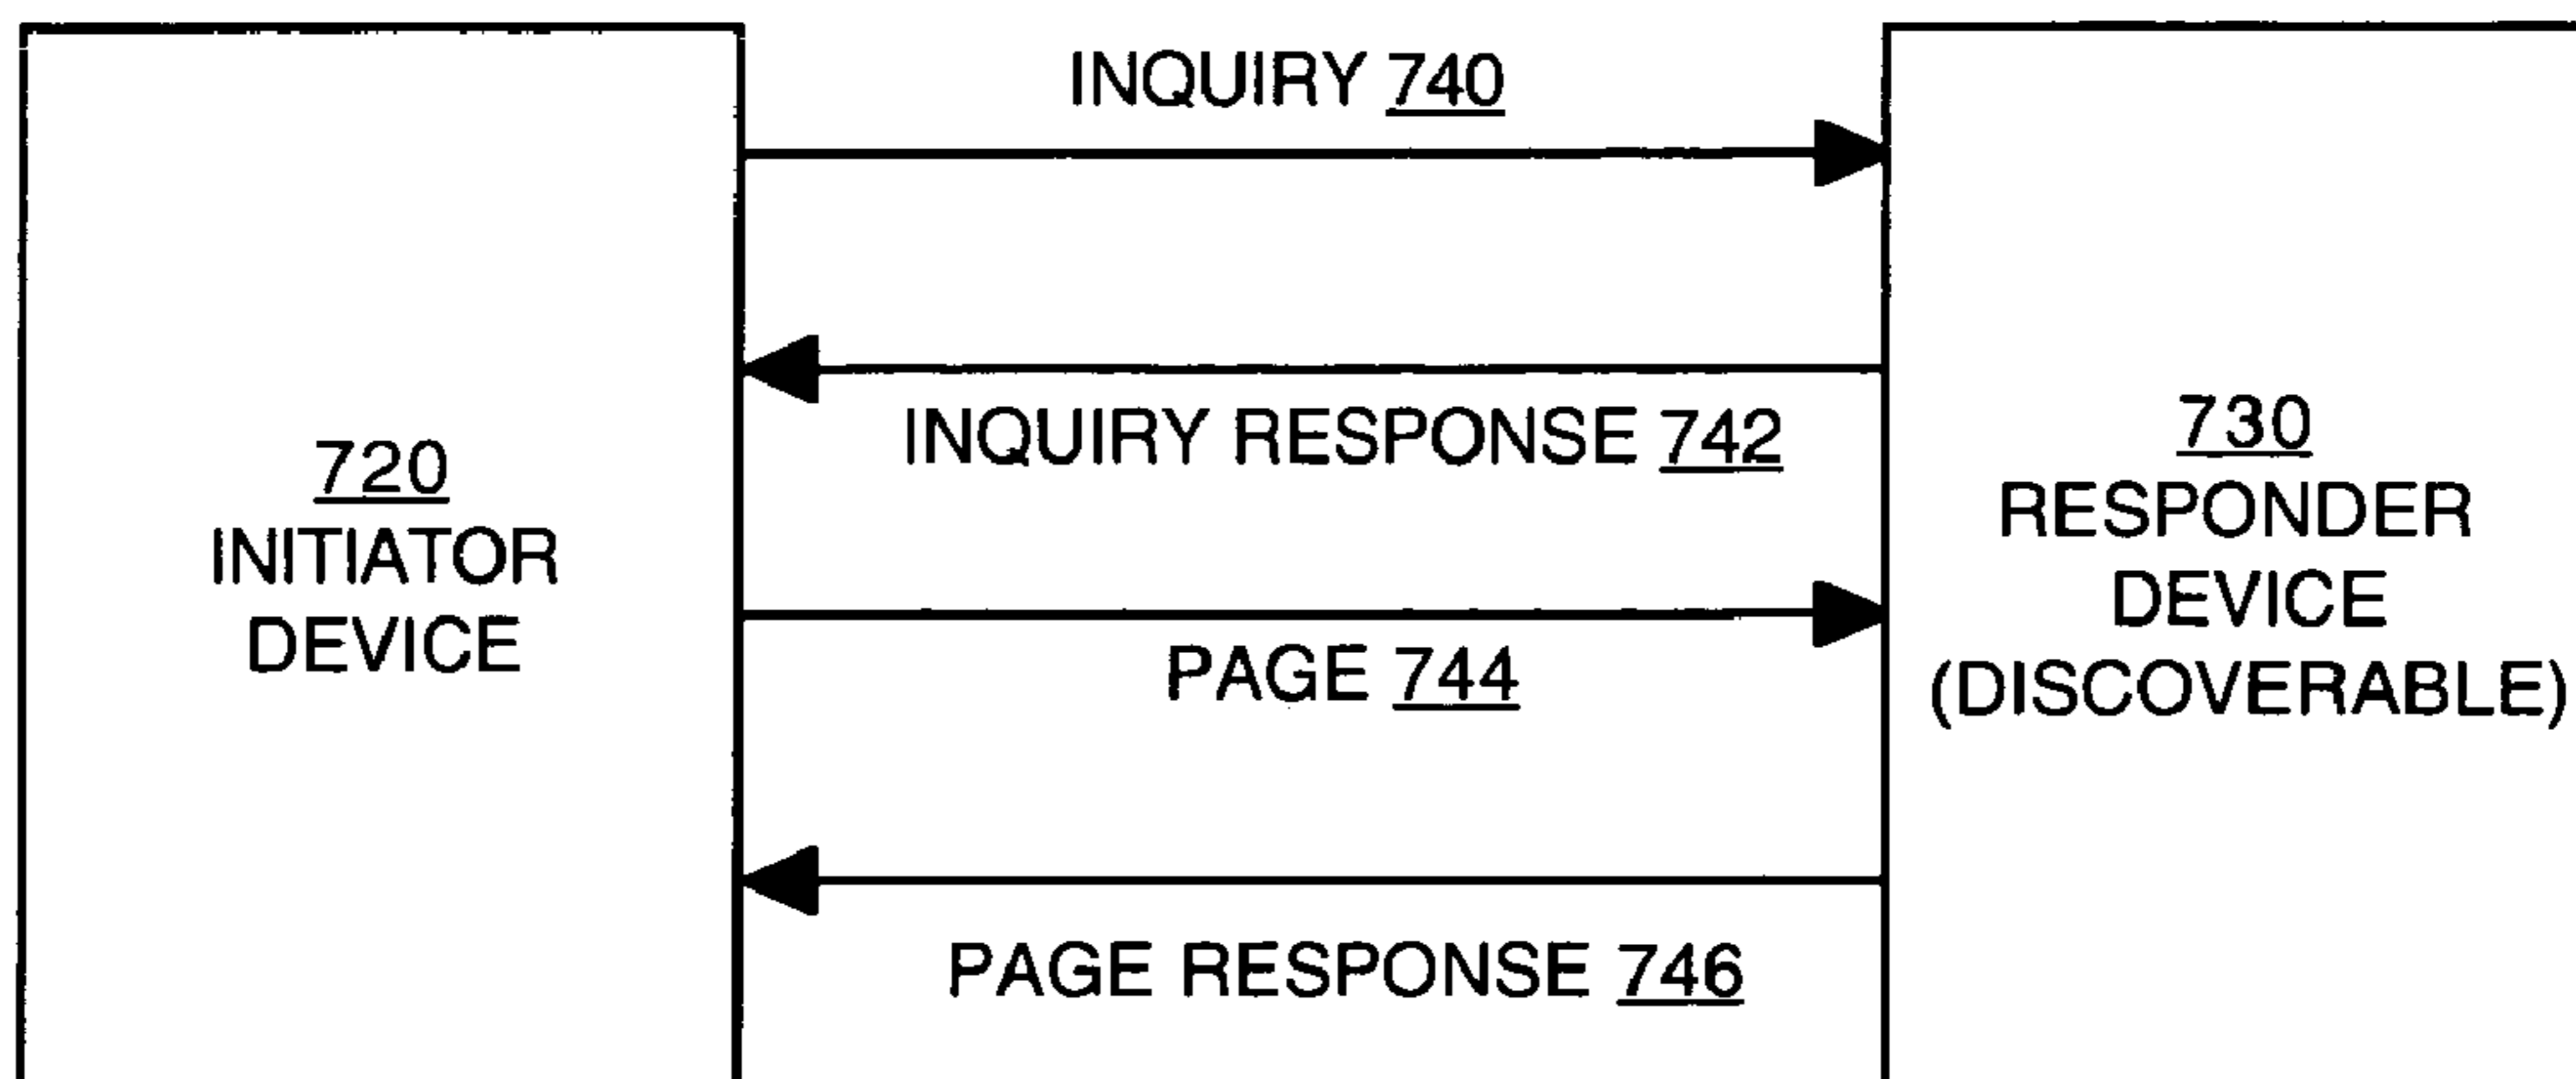 INQUIRY 740
INQUIRY RESPONSE 742
720
INITIATOR
DEVICE
730
RESPONDER
DEVICE
(DISCOVERABLE)
PAGE 744
PAGE RESPONSE 746